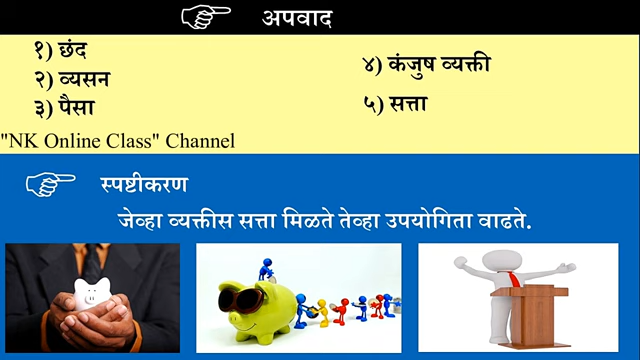 अपवाद
१) छंद
२) व्यसन
३) पैसा
४) कंजुष व्यक्ती
५) सत्ता
"NK Online Class" Channel
स्पष्टीकरण
जेव्हा व्यक्तीस सत्ता मिळते तेव्हा उपयोगिता वाढते.